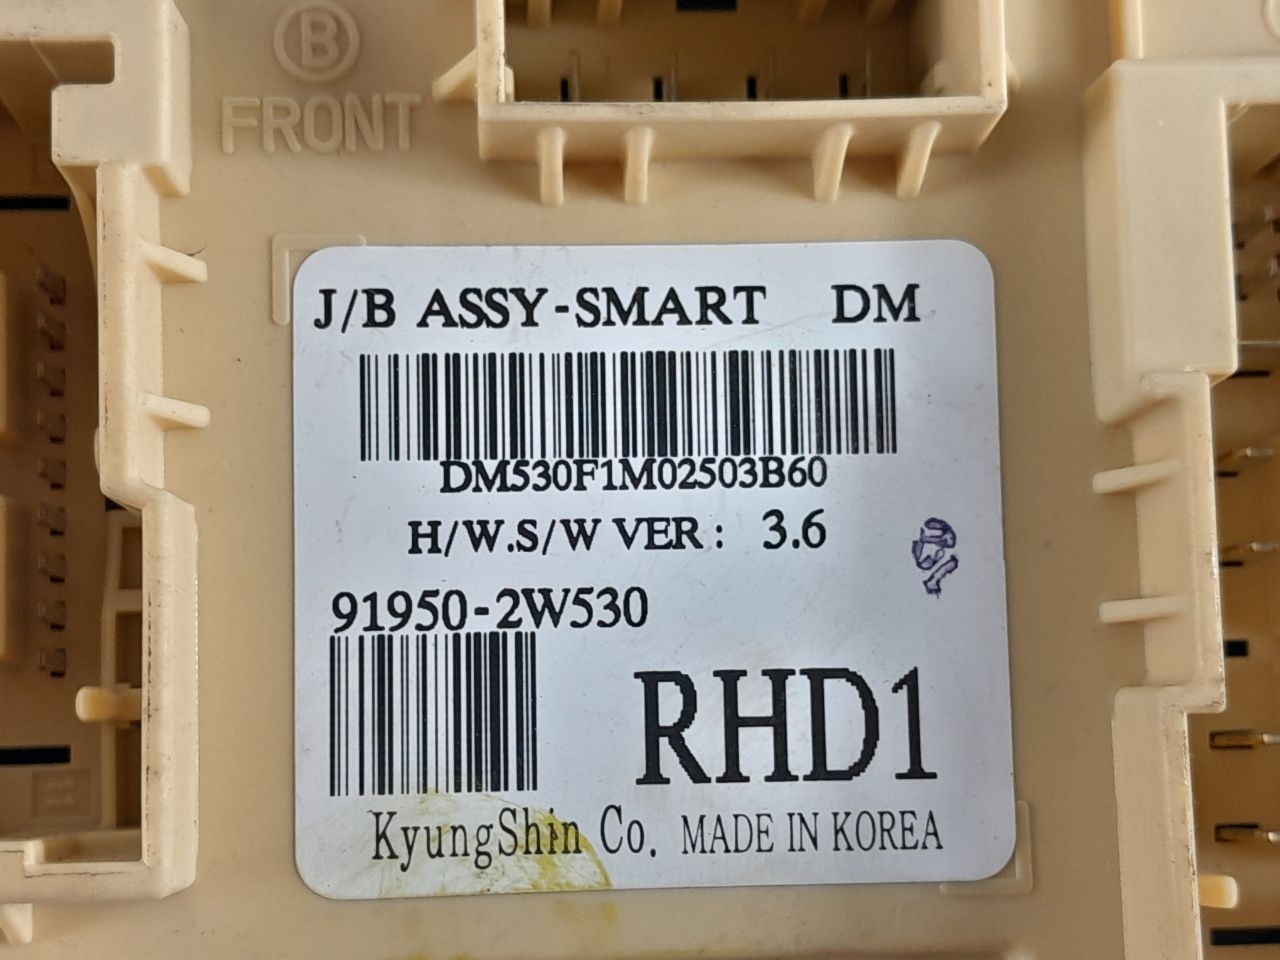 B
FRONT
J/B ASSY-SMART DM
DM530F1M02503B60
H/W.S/W VER: 3.6
91950-2W530
RHD1
KyungShin Co. MADE IN KOREA
E